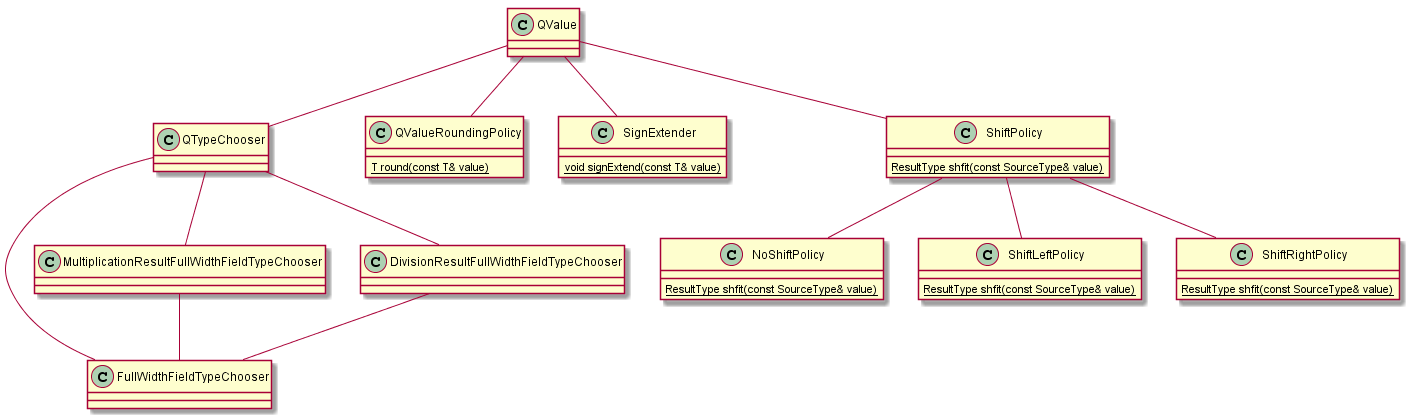 C QValue
C QTypeChooser
C QValueRoundingPolicy
T round(const T& value)
C SignExtender
void signExtend(const T& value)
C ShiftPolicy
ResultType shfit(const SourceType& value)
C MultiplicationResultFullWidthFieldTypeChooser
C DivisionResultFullWidthFieldTypeChooser
C NoShiftPolicy
ResultType shfit(const SourceType& value)
C ShiftLeftPolicy
ResultType shfit(const SourceType& value)
C ShiftRightPolicy
ResultType shfit(const SourceType& value)
C FullWidthFieldTypeChooser